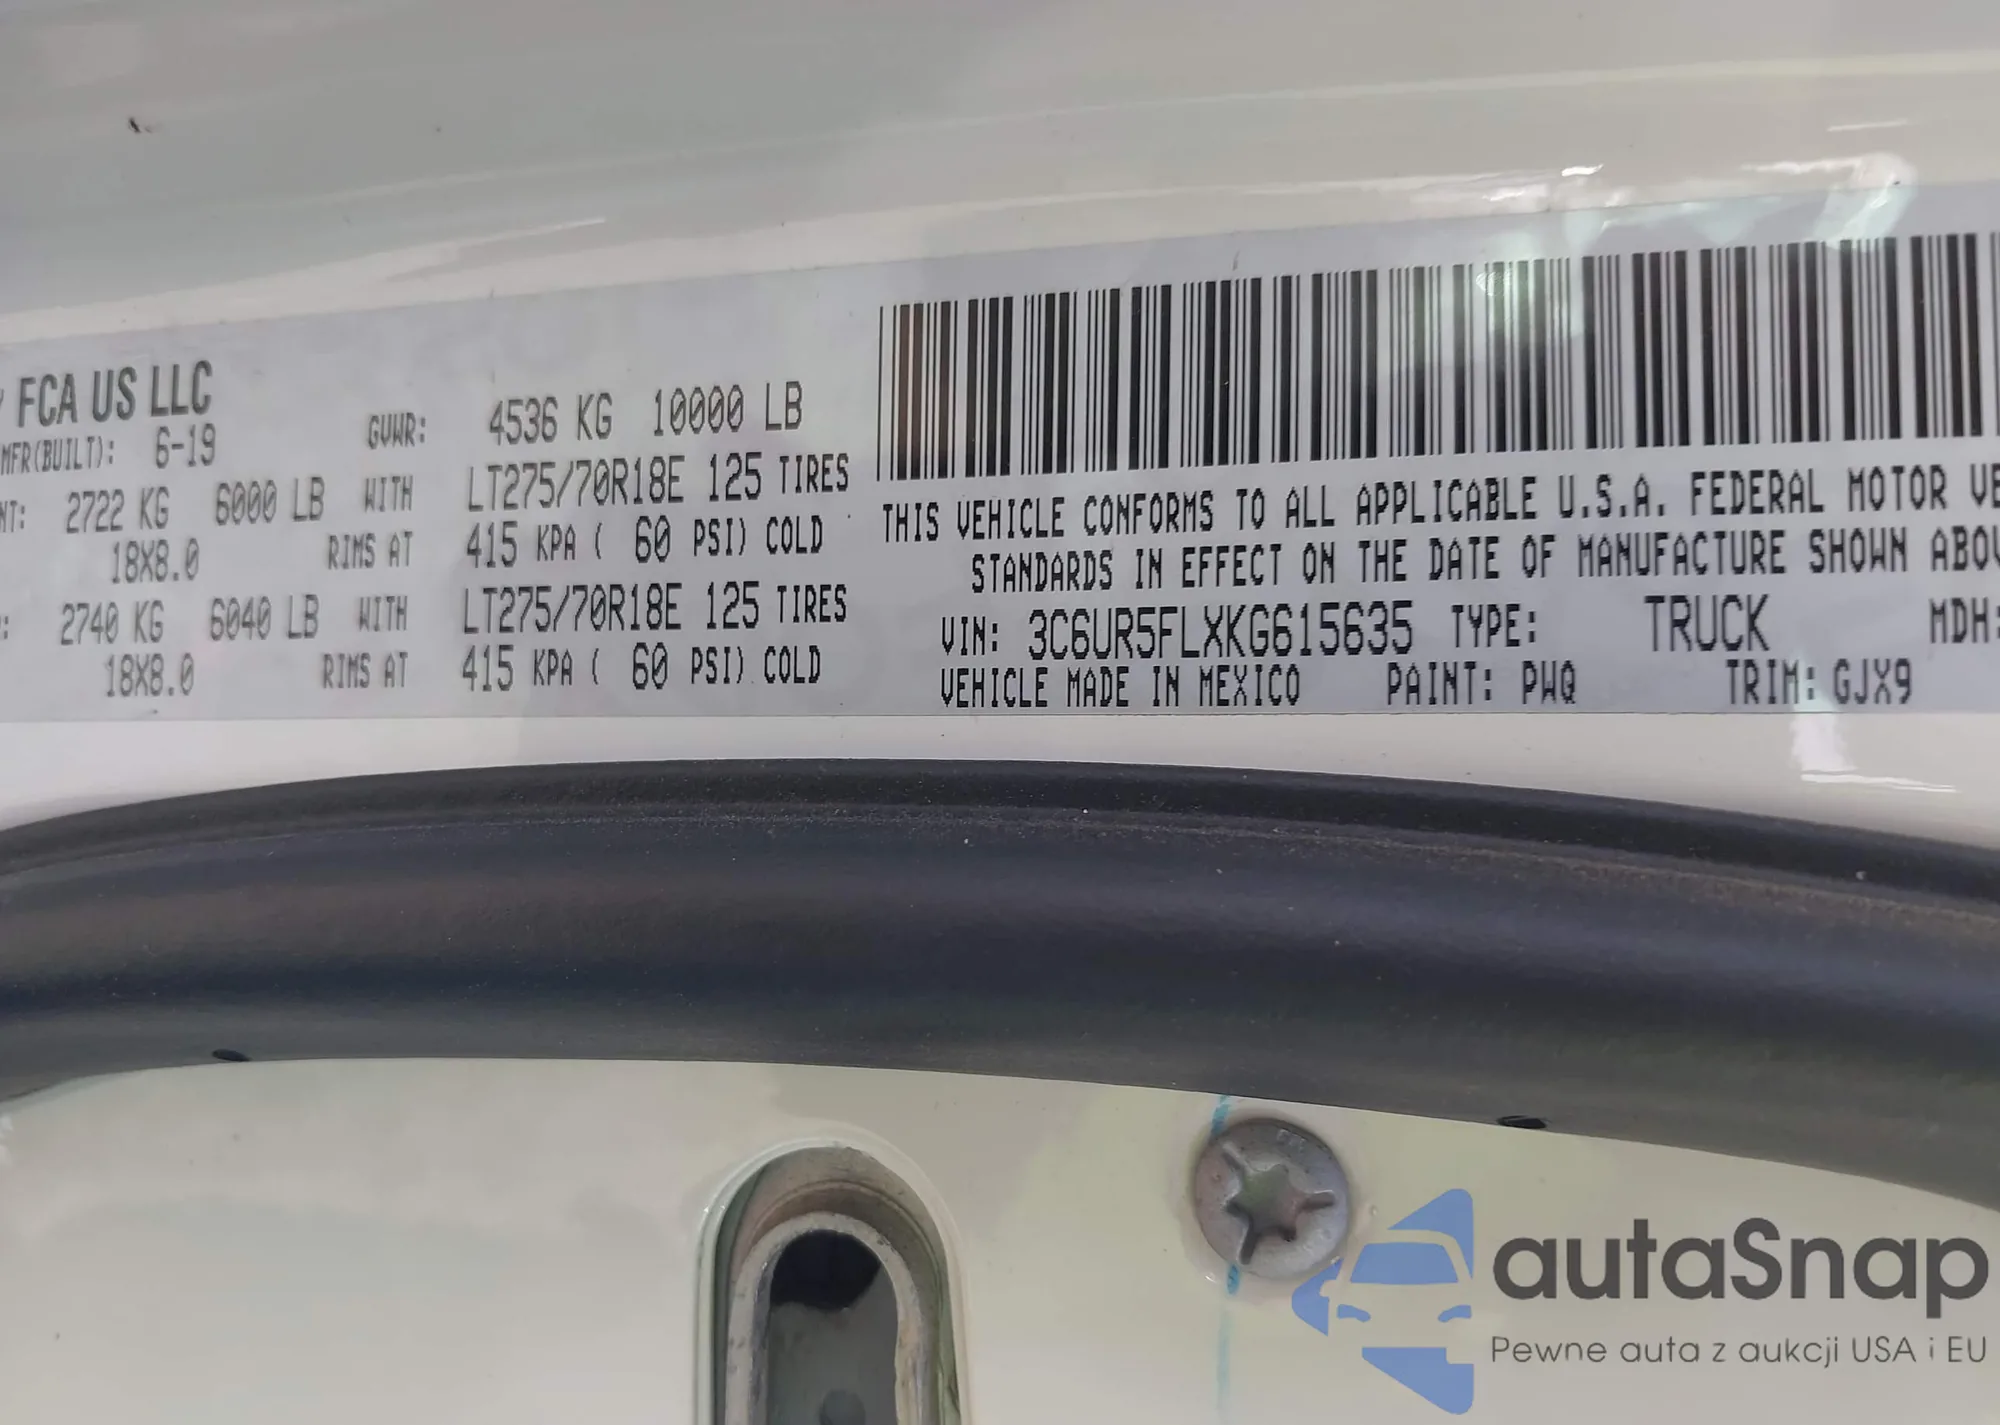 FCA US LLC
MFR(BUILT): 6-19 GVWR: 4536 KG 10000 LB
2722 KG 6000 LB WITH LT275/70R18E 125 TIRES
18X8.0 RIMS AT 415 KPA ( 60 PSI) COLD
2740 KG 6040 LB WITH LT275/70R18E 125 TIRES
18X8.0 RIMS AT 415 KPA ( 60 PSI) COLD
THIS VEHICLE CONFORMS TO ALL APPLICABLE U.S.A. FEDERAL MOTOR VE
STANDARDS IN EFFECT ON THE DATE OF MANUFACTURE SHOWN ABOV
VIN: 3C6UR5FLXKG615635 TYPE: TRUCK MDH:
VEHICLE MADE IN MEXICO PAINT: PWQ TRIM: GJX9
autaSnap
Pewne auta z aukcji USA i EU